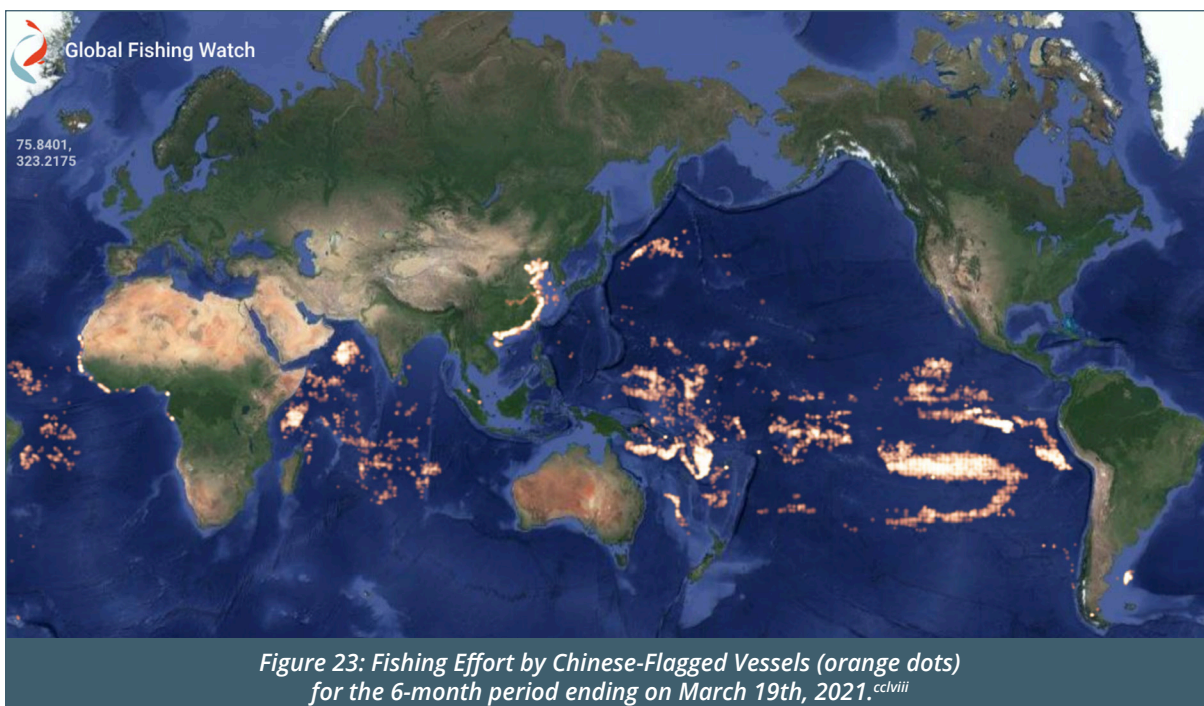 Global Fishing Watch
75.8401,
323.2175
Figure 23: Fishing Effort by Chinese-Flagged Vessels (orange dots)
for the 6-month period ending on March 19th, 2021.cclviii